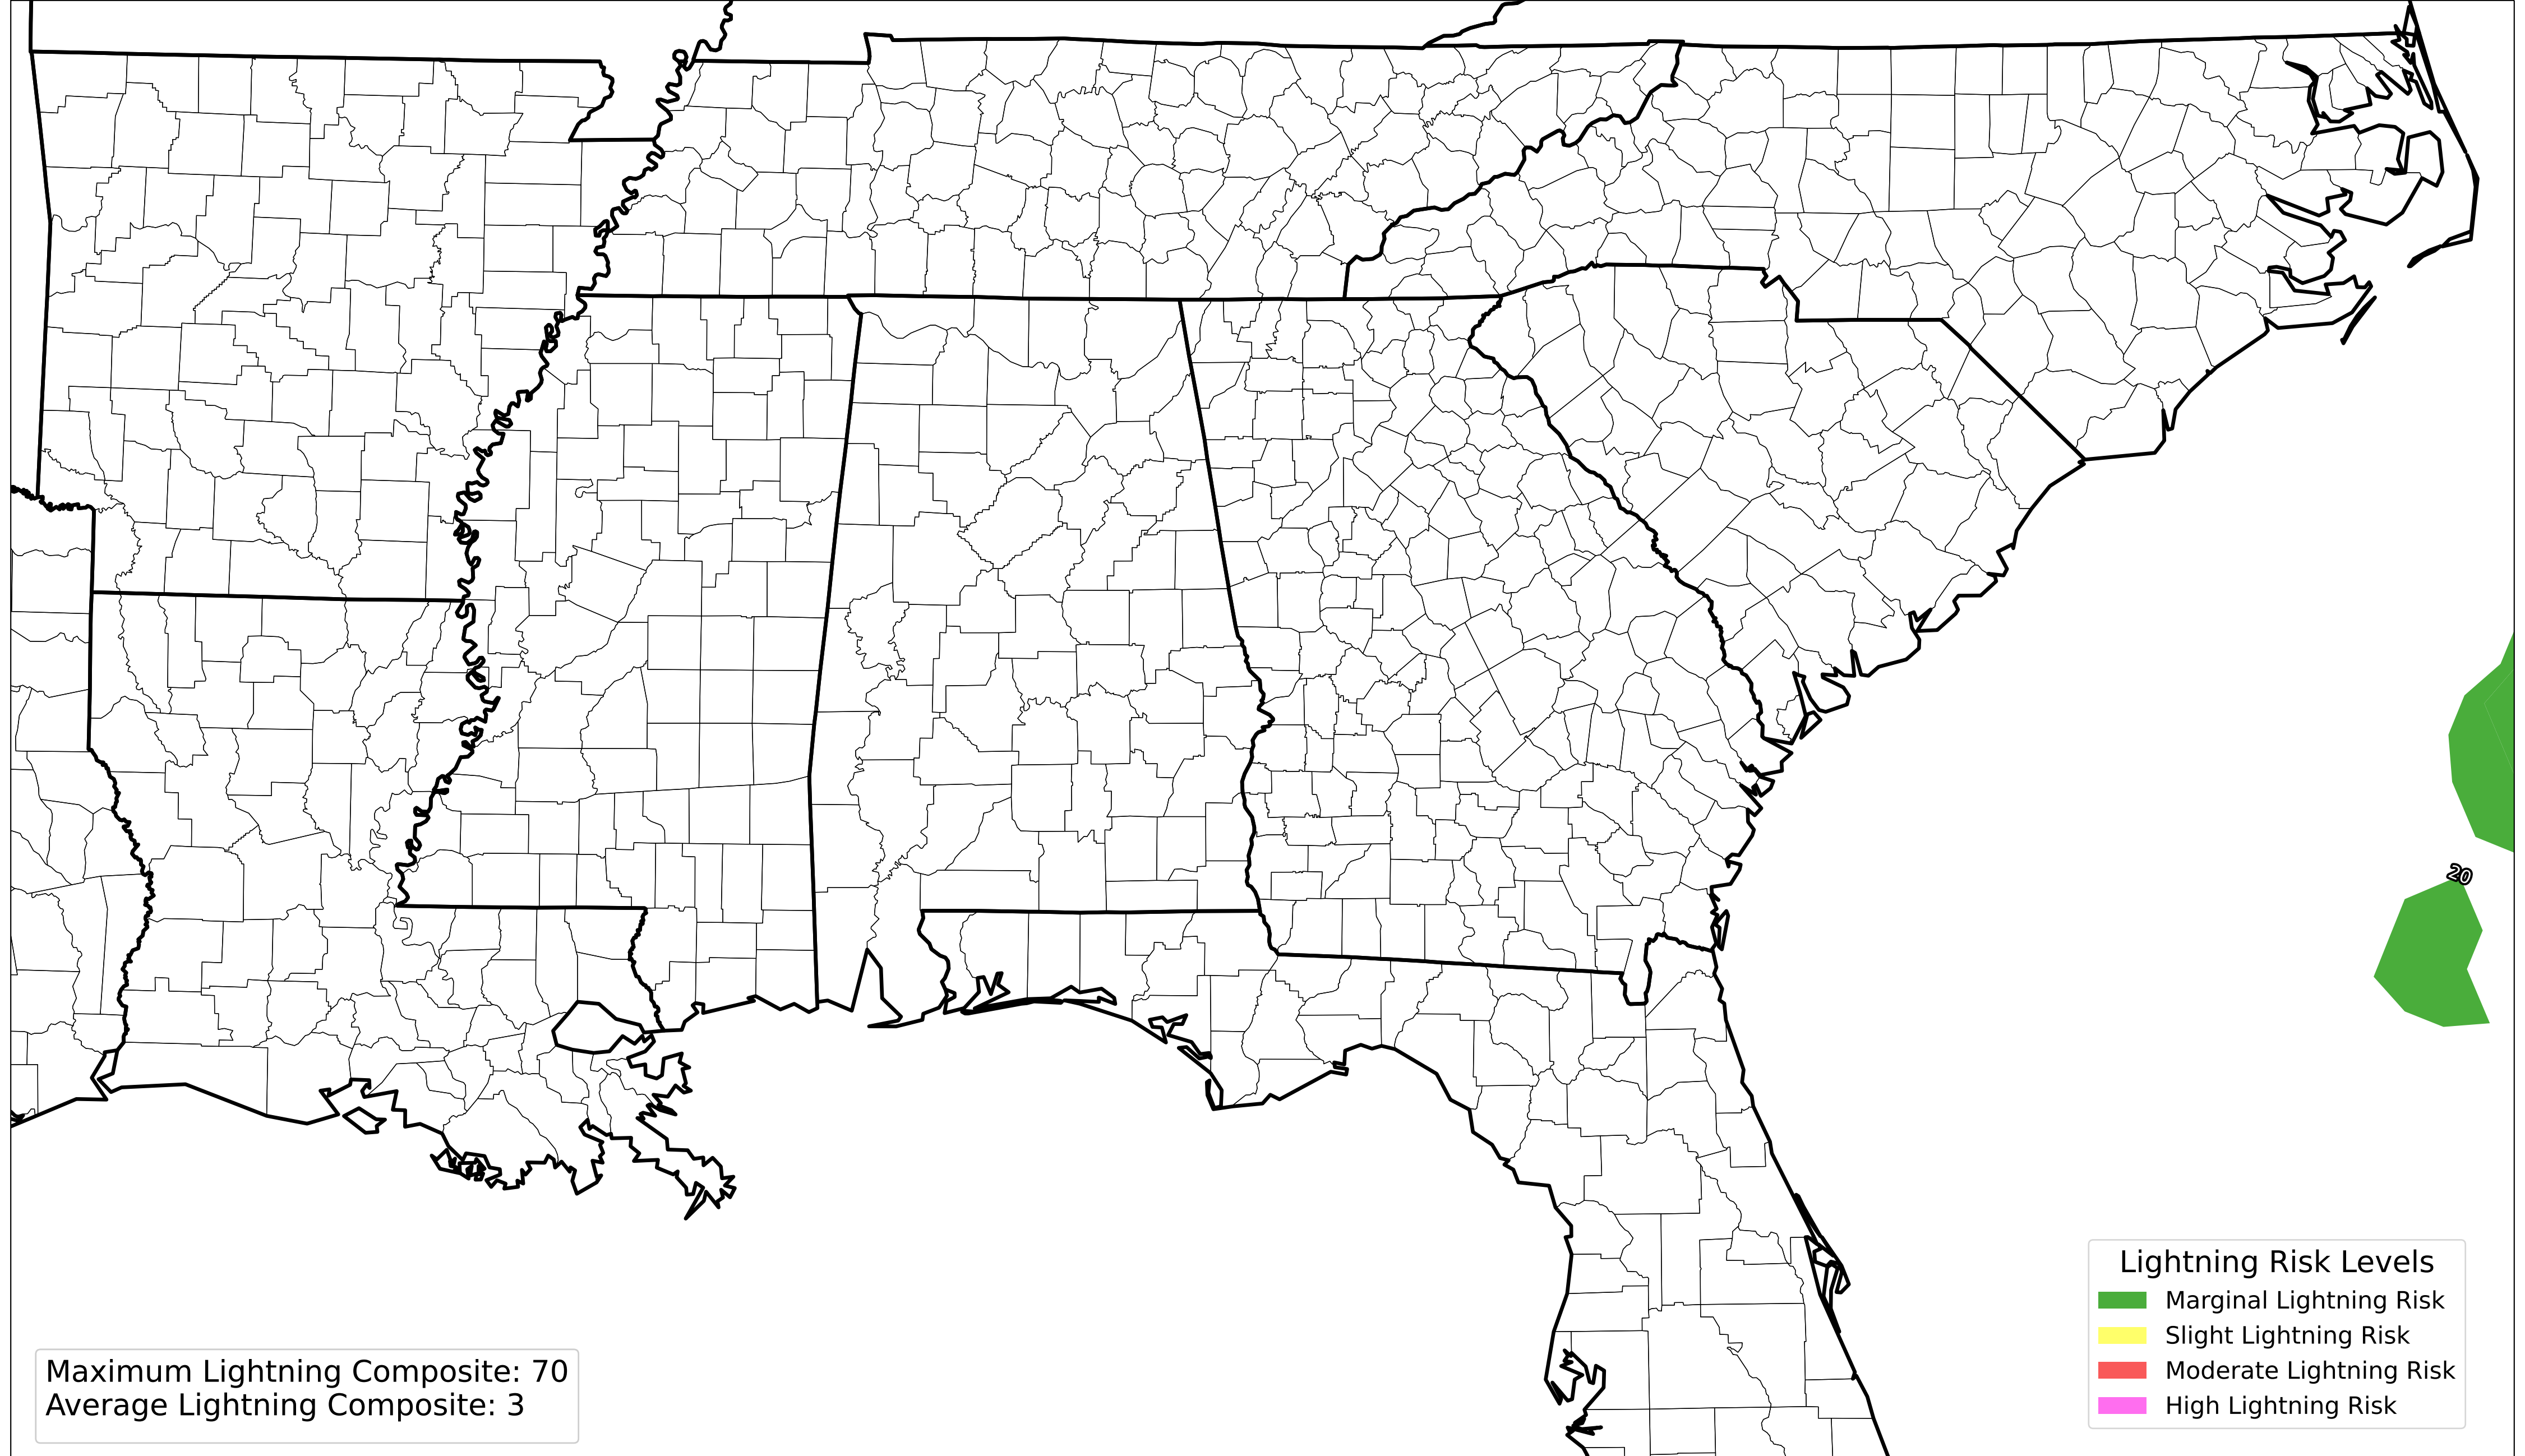 20
Lightning Risk Levels
Marginal Lightning Risk
Slight Lightning Risk
Moderate Lightning Risk
High Lightning Risk
Maximum Lightning Composite: 70
Average Lightning Composite: 3